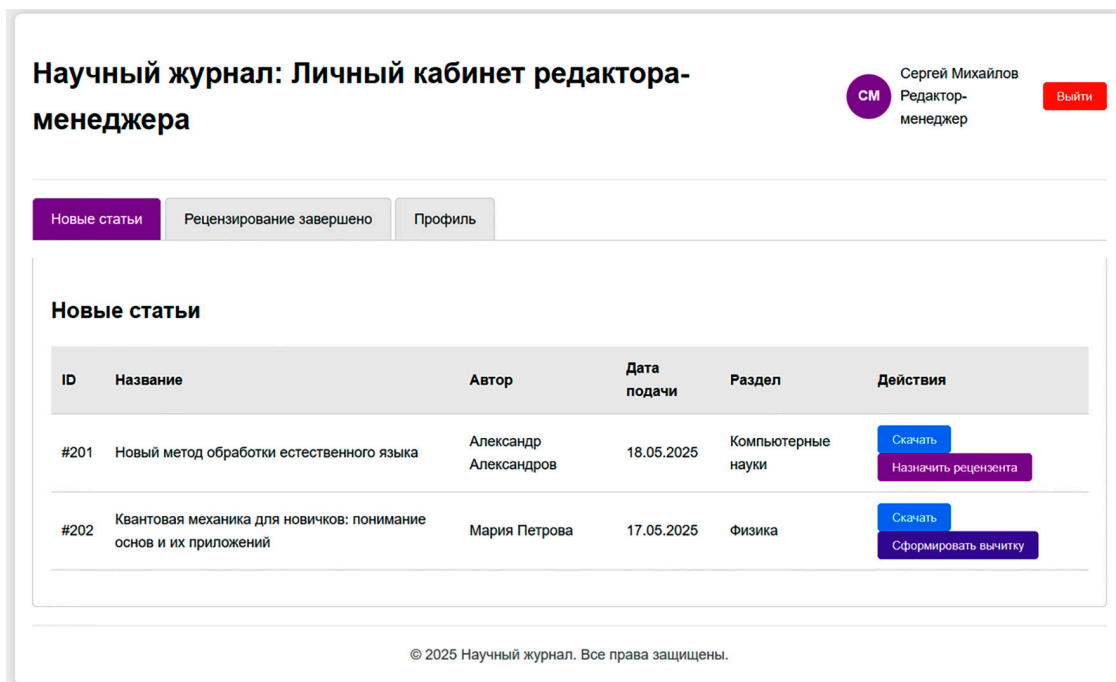 Научный журнал: Личный кабинет редактора-
менеджера
СМ
Сергей Михайлов
Редактор-
менеджер
Выйти
Новые статьи
Рецензирование завершено
Профиль
Новые статьи
ID
Название
Автор
Дата
подачи
Раздел
Действия
#201
Новый метод обработки естественного языка
Александр
Александров
18.05.2025
Компьютерные
науки
Скачать
Назначить рецензента
#202
Квантовая механика для новичков: понимание
основ и их приложений
Мария Петрова
17.05.2025
Физика
Скачать
Сформировать вычитку
© 2025 Научный журнал. Все права защищены.